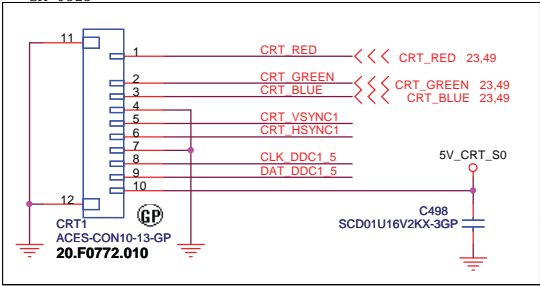 11
1 CRT_RED CRT_RED 23,49
2 CRT_GREEN CRT_GREEN 23,49
3 CRT_BLUE CRT_BLUE 23,49
4
5 CRT_VSYNC1
6 CRT_HSYNC1
7
8 CLK_DDC1_5
9 DAT_DDC1_5
10
5V_CRT_S0
12
GP
C498
SCD01U16V2KX-3GP
CRT1
ACES-CON10-13-GP
20.F0772.010